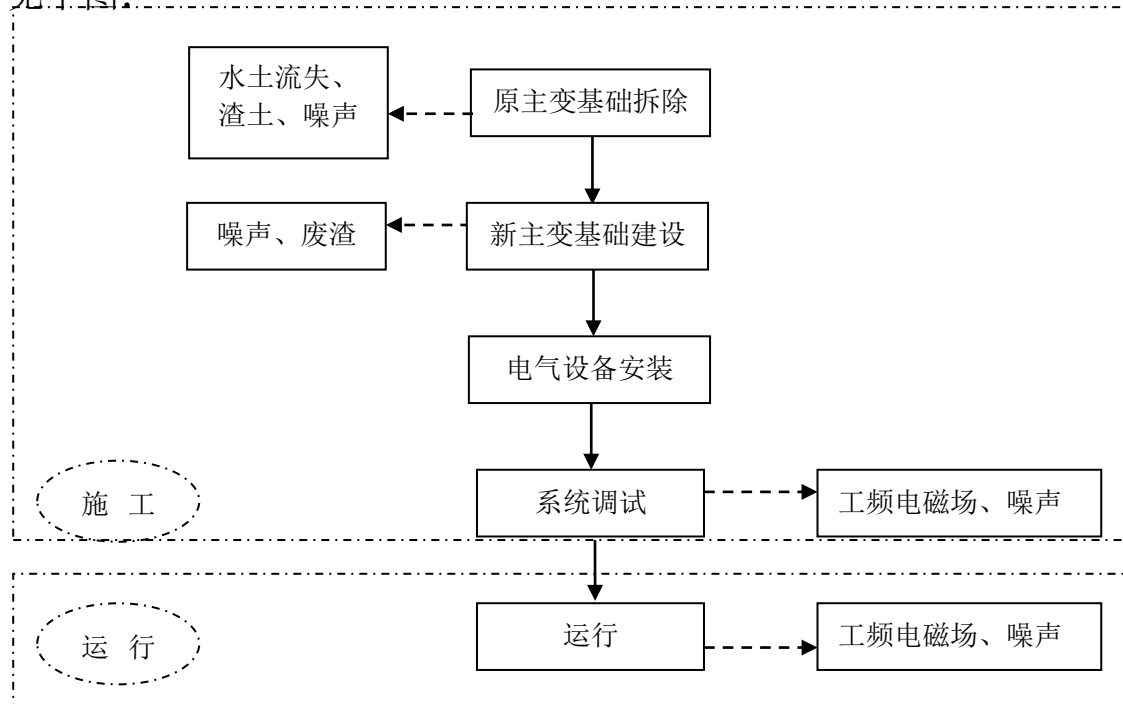 水土流失、
渣土、噪声
原主变基础拆除
噪声、废渣
新主变基础建设
电气设备安装
施 工
系统调试
工频电磁场、噪声
运 行
运行
工频电磁场、噪声